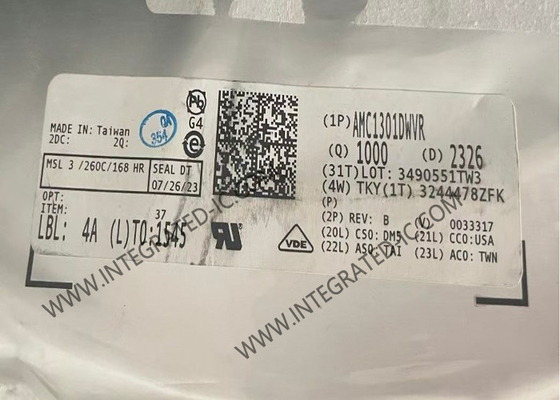 MADE IN: Taiwan
2DC: 2Q:
QA
354
Pb
G4
e
MSL 3 /260C/168 HR
SEAL DT
07/26/23
OPT:
ITEM:
37
LBL: 4A (L)TO:1545
(1P)AMC1301DWVR
(Q) 1000 (D) 2326
(31T)LOT: 3490551TW3
(4W) TKY(1T) 3244478ZFK
(P)
(2P) REV: B (V) 0033317
(20L) CSO: DM5 (21L) CCO:USA
(22L) ASO: TAI (23L) ACO: TWN
VDE
WWW.INTEGRATED-IC.COM
WWW.INTEGRATED-IC.COM